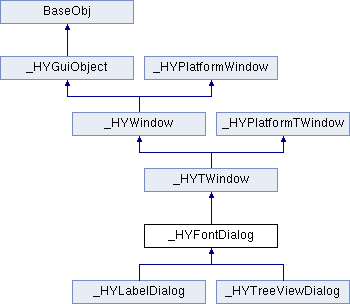 BaseObj
_HYGuiObject
_HYPlatformWindow
_HYWindow
_HYPlatformTWindow
_HYTWindow
_HYFontDialog
_HYLabelDialog
_HYTreeViewDialog